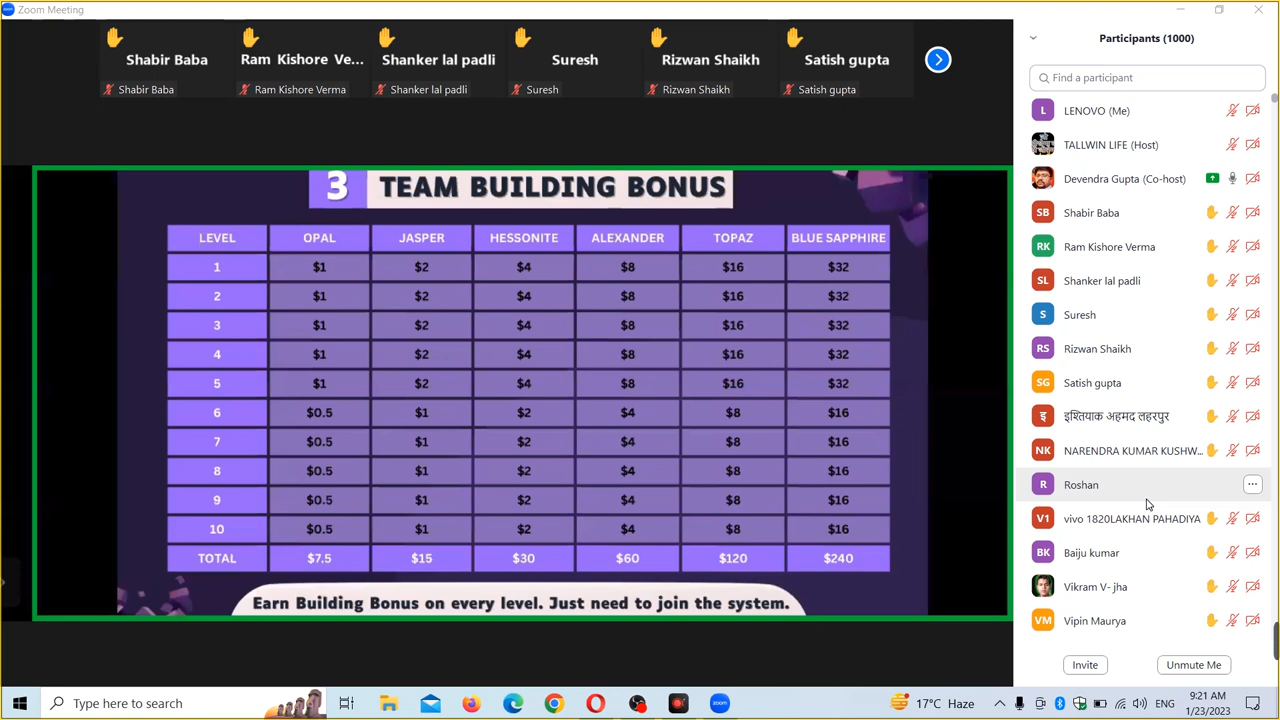 Zoom Meeting
Shabir Baba
Ram Kishore Ve...
Shanker lal padli
Suresh
Rizwan Shaikh
Satish gupta
Shabir Baba
Ram Kishore Verma
Shanker lal padli
Suresh
Rizwan Shaikh
Satish gupta
3 TEAM BUILDING BONUS
LEVEL OPAL JASPER HESSONITE ALEXANDER TOPAZ BLUE SAPPHIRE
1 $1 $2 $4 $8 $16 $32
2 $1 $2 $4 $8 $16 $32
3 $1 $2 $4 $8 $16 $32
4 $1 $2 $4 $8 $16 $32
5 $1 $2 $4 $8 $16 $32
6 $0.5 $1 $2 $4 $8 $16
7 $0.5 $1 $2 $4 $8 $16
8 $0.5 $1 $2 $4 $8 $16
9 $0.5 $1 $2 $4 $8 $16
10 $0.5 $1 $2 $4 $8 $16
TOTAL $7.5 $15 $30 $60 $120 $240
Earn Building Bonus on every level. Just need to join the system.
Participants (1000)
Find a participant
L LENOVO (Me)
TALLWIN LIFE (Host)
Devendra Gupta (Co-host)
SB Shabir Baba
RK Ram Kishore Verma
SL Shanker lal padli
S Suresh
RS Rizwan Shaikh
SG Satish gupta
इ इश्तियाक अहमद लहरपुर
NK NARENDRA KUMAR KUSHW...
R Roshan
V1 vivo 1820LAKHAN PAHADIYA
BK Baiju kumar
Vikram V- jha
VM Vipin Maurya
Invite
Unmute Me
Type here to search
zoom
17°C Haze
ENG
9:21 AM
1/23/2023